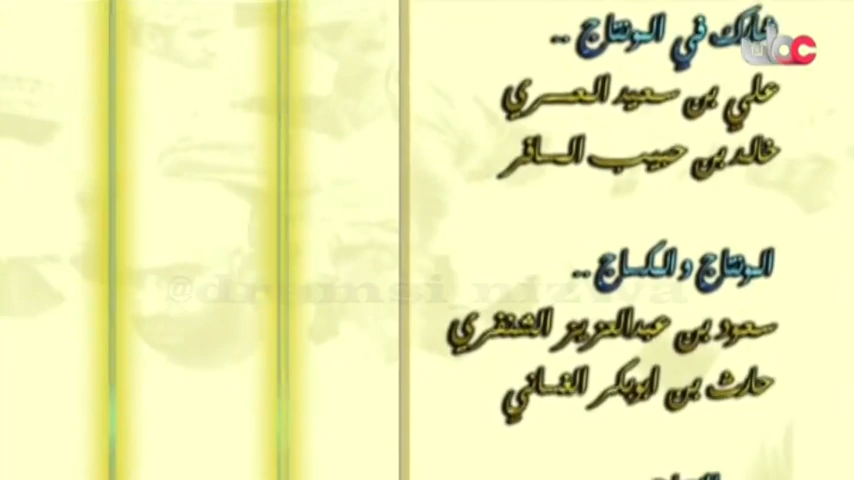 شارك في المونتاج ..
علي بن سعيد العمري
خالد بن حبيب
المونتاج و المكساج ..
سعود بن عبدالعزيز الشنفري
حارث بن ابوبكر الغساني